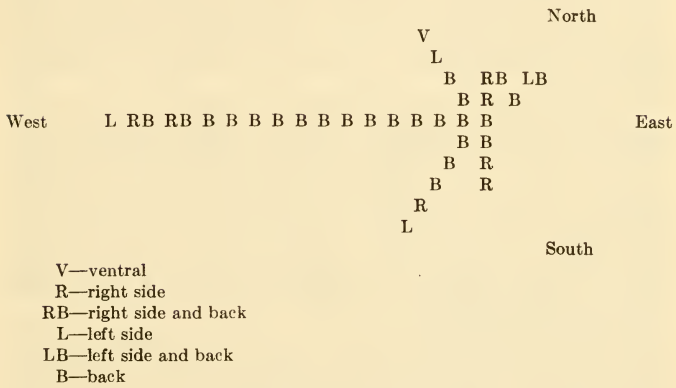 North
V
L
B RB LB
B R B
West L RB RB B B B B B B B B B B B B B East
B B
B R
B R
R
L
South
V—ventral
R—right side
RB—right side and back
L—left side
LB—left side and back
B—back